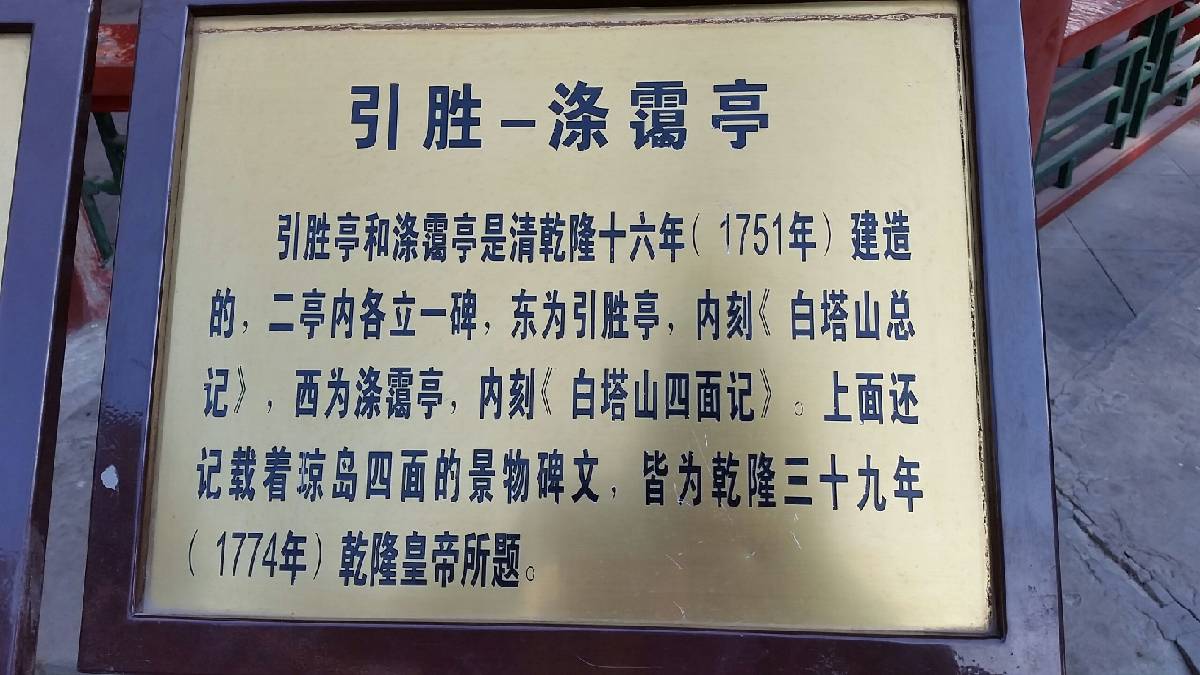 引胜－涤霭亭
引胜亭和涤霭亭是清乾隆十六年（1751年）建造
的，二亭内各立一碑，东为引胜亭，内刻《白塔山总
记》，西为涤霭亭，内刻《白塔山四面记》。上面还
记载着琼岛四面的景物碑文，皆为乾隆三十九年
（1774年）乾隆皇帝所题。